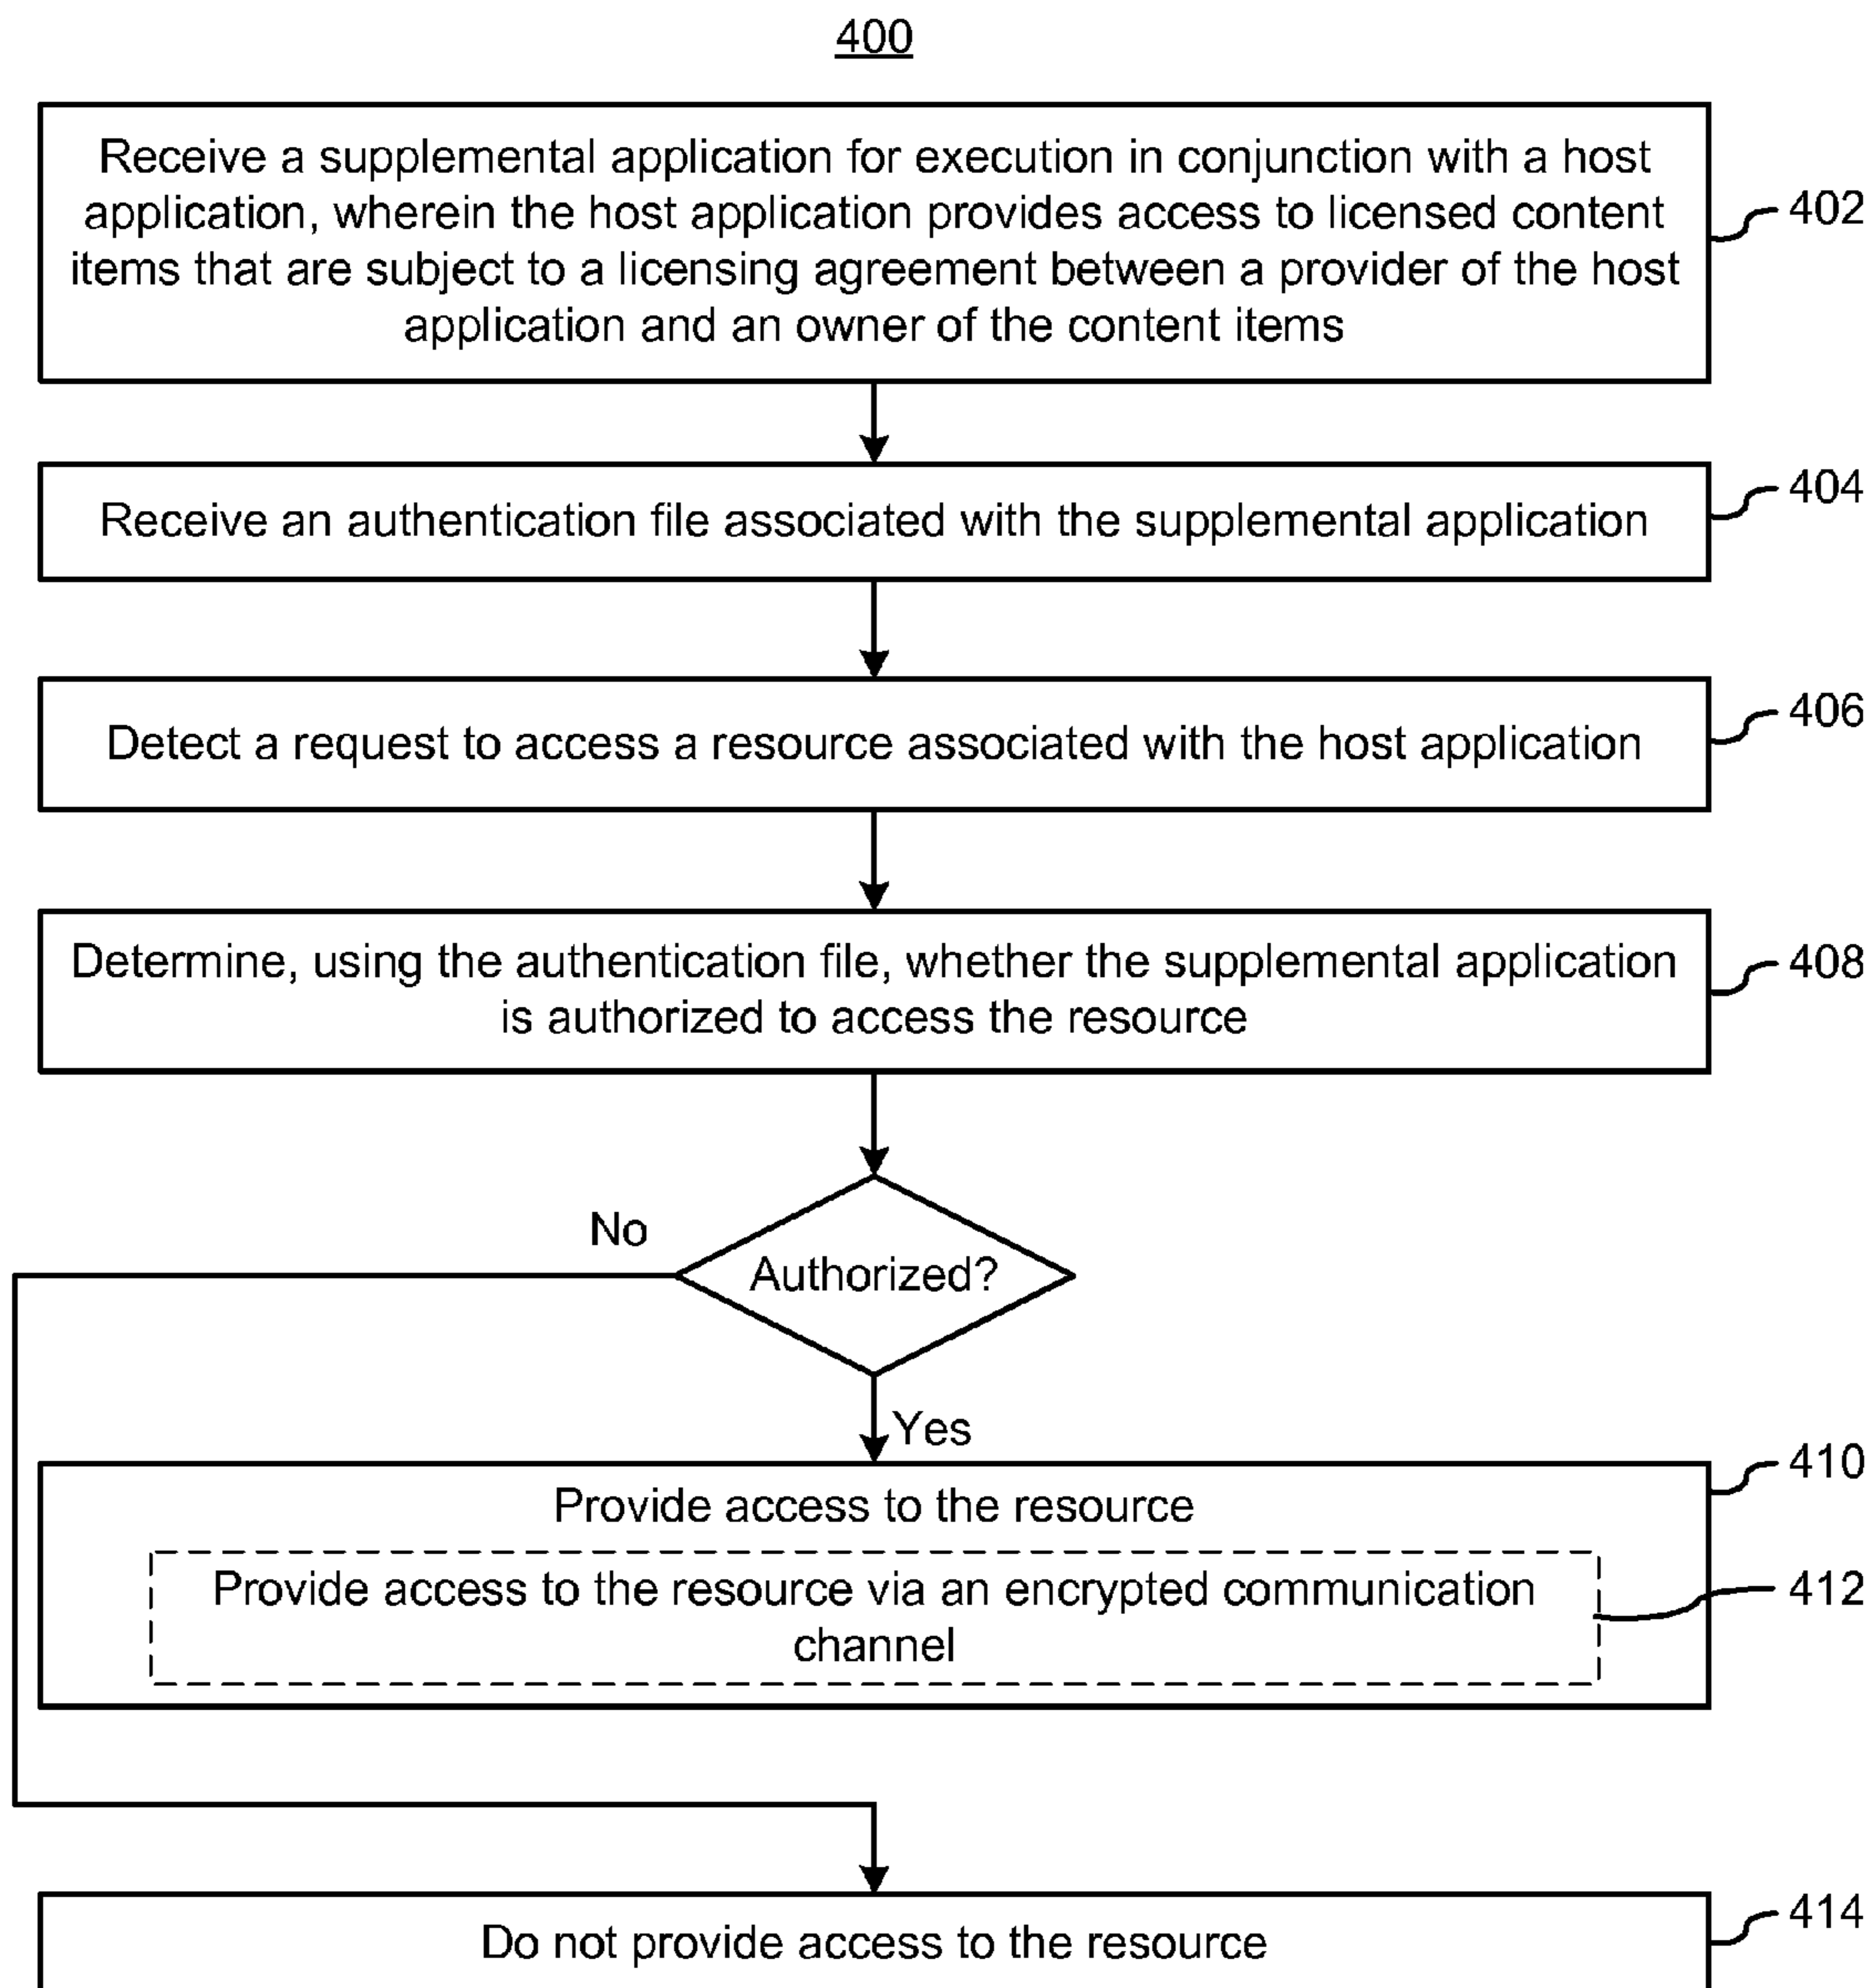 400
Receive a supplemental application for execution in conjunction with a host
application, wherein the host application provides access to licensed content
items that are subject to a licensing agreement between a provider of the host
application and an owner of the content items
402
Receive an authentication file associated with the supplemental application
404
Detect a request to access a resource associated with the host application
406
Determine, using the authentication file, whether the supplemental application
is authorized to access the resource
408
No
Authorized?
Yes
410
Provide access to the resource
Provide access to the resource via an encrypted communication
channel
412
Do not provide access to the resource
414